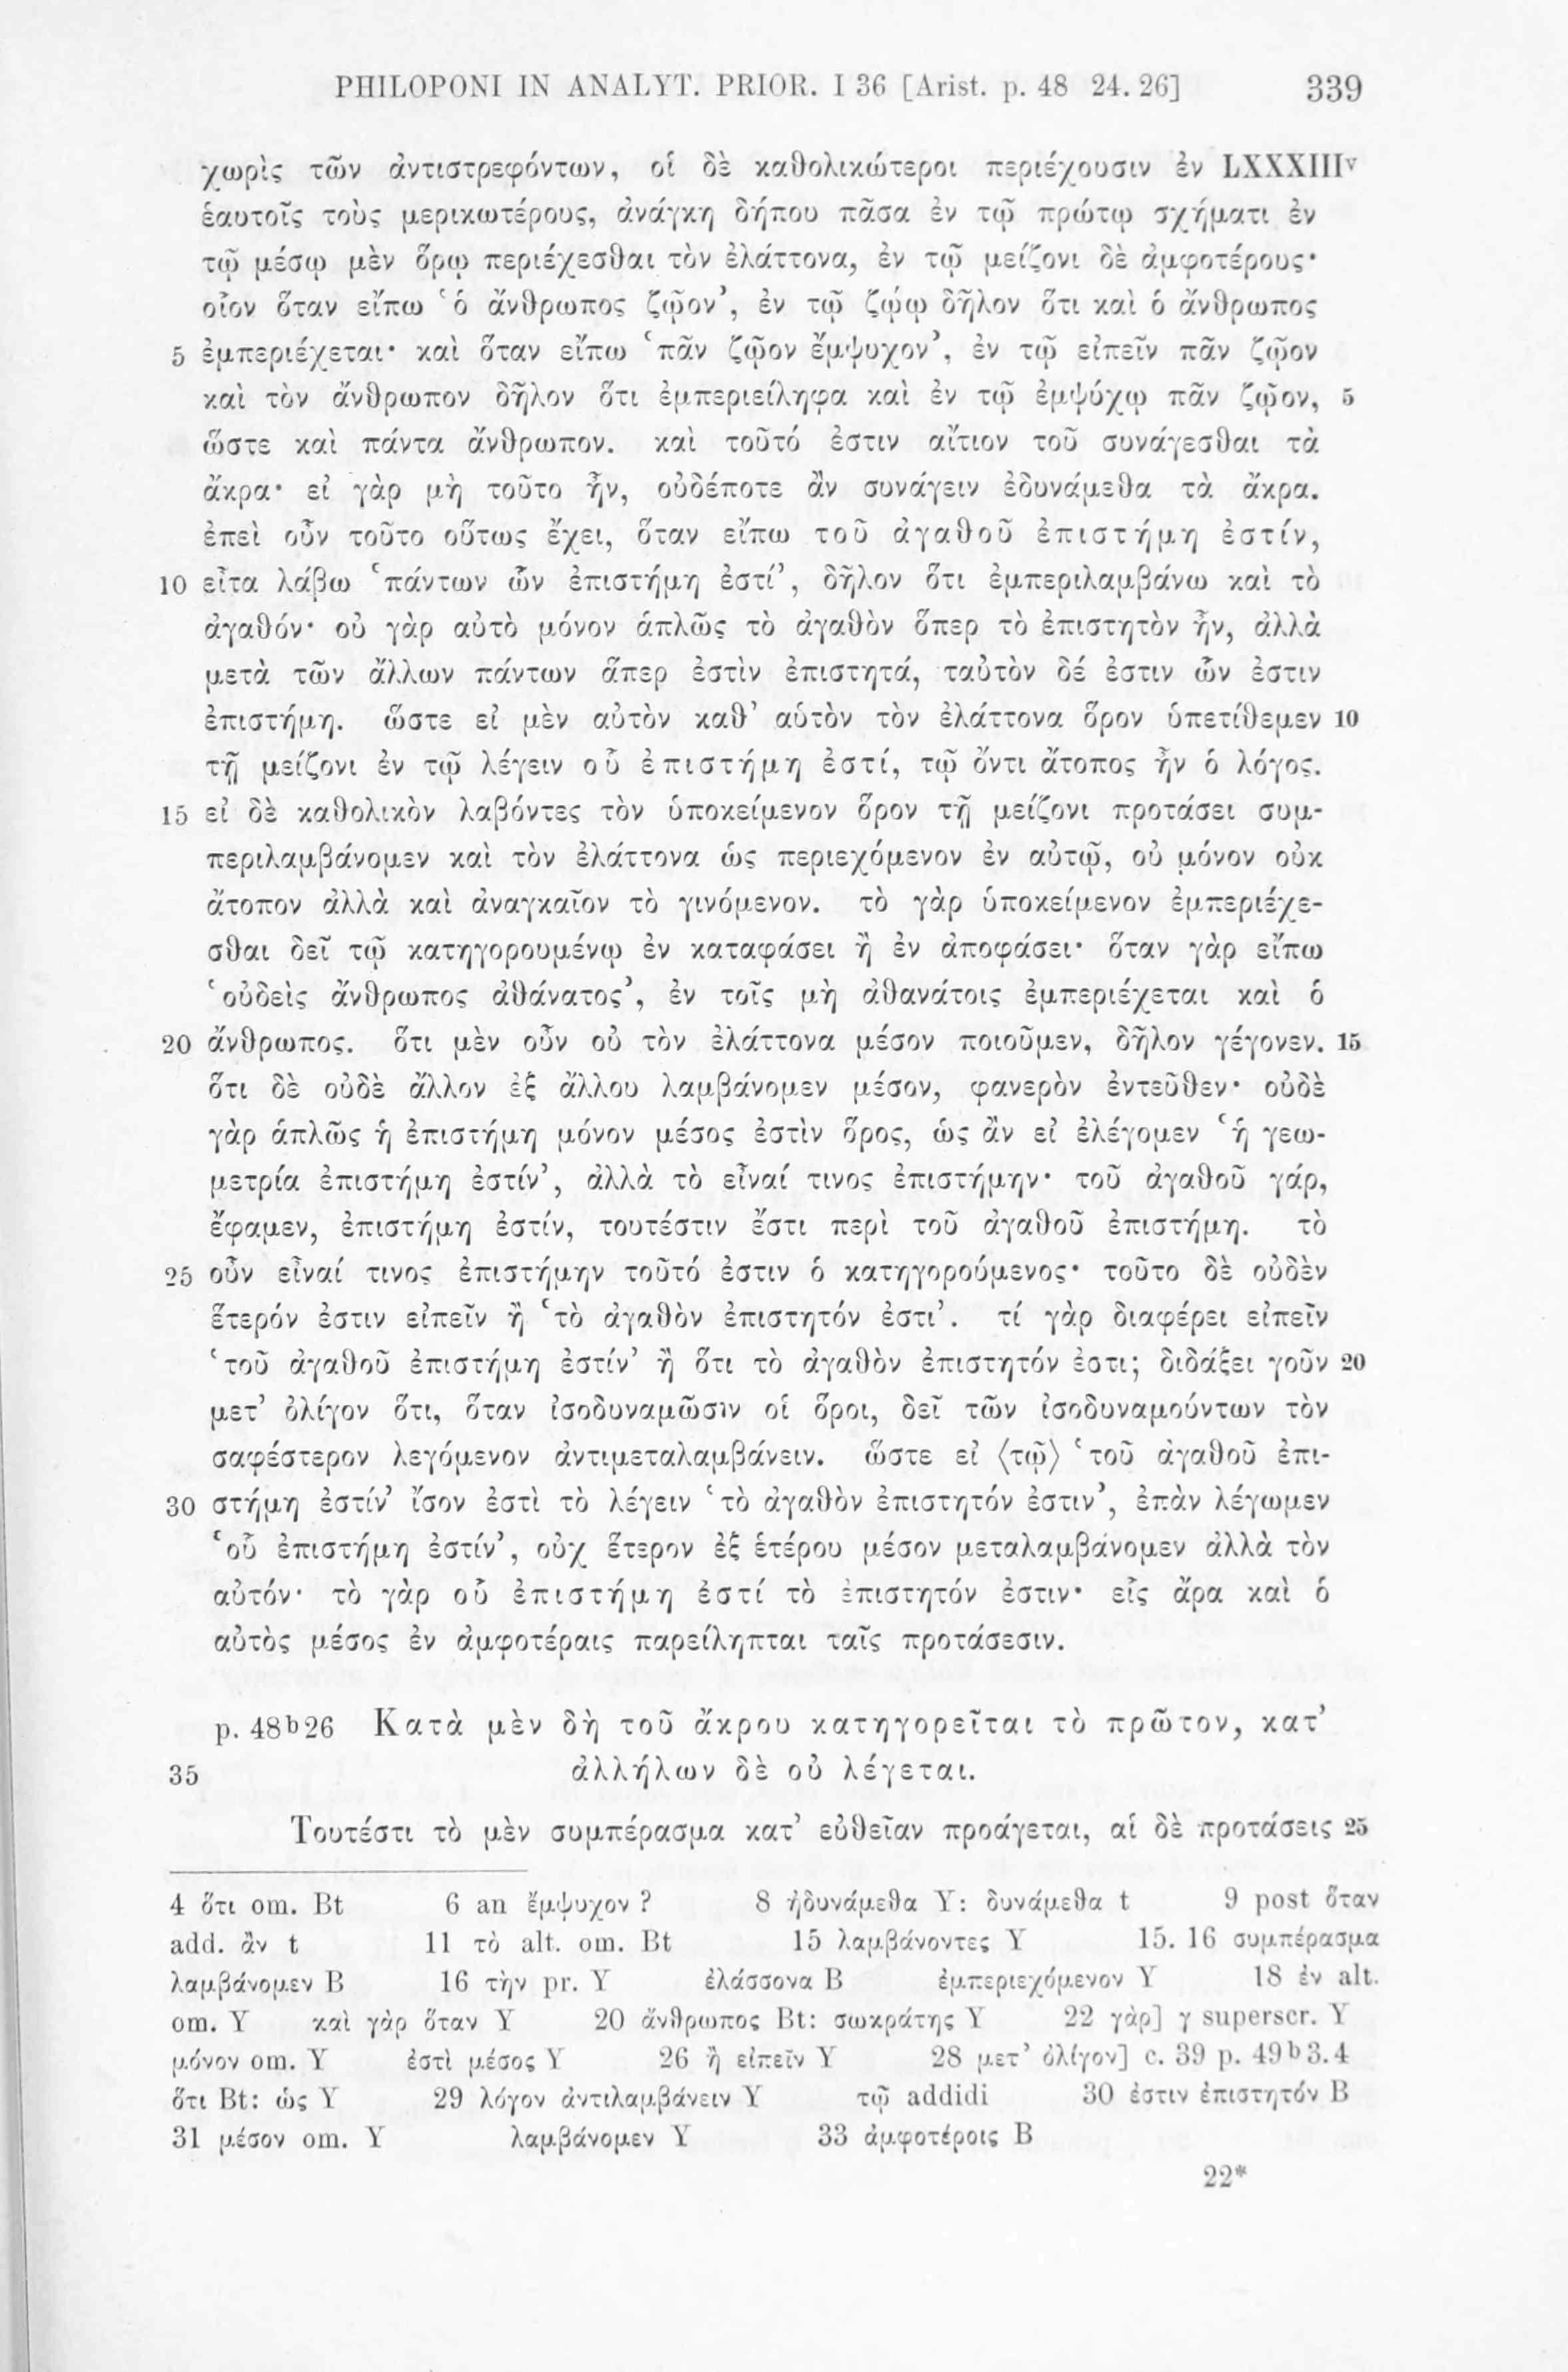 PHILOPONI IN ANALYT. PRIOR. I 36 [Arist. p. 48 24. 26] 339
χωρὶς τῶν ἀντιστρεφόντων, οἱ δὲ καθολικώτεροι περιέχουσιν ἐν LXXXIIIv
ἑαυτοῖς τοὺς μερικωτέρους, ἀνάγκη δήπου πᾶσα ἐν τῷ πρώτῳ σχήματι ἐν
τῷ μέσῳ μὲν ὅρῳ περιέχεσθαι τὸν ἐλάττονα, ἐν τῷ μείζονι δὲ ἀμφοτέρους·
οἷον ὅταν εἴπω ‘ὁ ἄνθρωπος ζῷον’, ἐν τῷ ζῴῳ δῆλον ὅτι καὶ ὁ ἄνθρωπος
5 ἐμπεριέχεται· καὶ ὅταν εἴπω ‘πᾶν ζῷον ἔμψυχον’, ἐν τῷ εἰπεῖν πᾶν ζῷον
καὶ τὸν ἄνθρωπον δῆλον ὅτι ἐμπεριείληφα καὶ ἐν τῷ ἐμψύχῳ πᾶν ζῷον, 5
ὥστε καὶ πάντα ἄνθρωπον. καὶ τοῦτό ἐστιν αἴτιον τοῦ συνάγεσθαι τὰ
ἄκρα· εἰ γὰρ μὴ τοῦτο ἦν, οὐδέποτε ἂν συνάγειν ἐδυνάμεθα τὰ ἄκρα.
ἐπεὶ οὖν τοῦτο οὕτως ἔχει, ὅταν εἴπω τοῦ ἀγαθοῦ ἐπιστήμη ἐστίν,
10 εἶτα λάβω ‘πάντων ὧν ἐπιστήμη ἐστί’, δῆλον ὅτι ἐμπεριλαμβάνω καὶ τὸ
ἀγαθόν· οὐ γὰρ αὐτὸ μόνον ἁπλῶς τὸ ἀγαθὸν ὅπερ τὸ ἐπιστητὸν ἦν, ἀλλὰ
μετὰ τῶν ἄλλων πάντων ἅπερ ἐστὶν ἐπιστητά, ταὐτὸν δέ ἐστιν ὧν ἐστιν
ἐπιστήμη. ὥστε εἰ μὲν αὐτὸν καθ’ αὑτὸν τὸν ἐλάττονα ὅρον ὑπετίθεμεν 10
τῇ μείζονι ἐν τῷ λέγειν οὗ ἐπιστήμη ἐστί, τῷ ὄντι ἄτοπος ἦν ὁ λόγος.
15 εἰ δὲ καθολικὸν λαβόντες τὸν ὑποκείμενον ὅρον τῇ μείζονι προτάσει συμ-
περιλαμβάνομεν καὶ τὸν ἐλάττονα ὡς περιεχόμενον ἐν αὐτῷ, οὐ μόνον οὐκ
ἄτοπον ἀλλὰ καὶ ἀναγκαῖον τὸ γινόμενον. τὸ γὰρ ὑποκείμενον ἐμπεριέχε-
σθαι δεῖ τῷ κατηγορουμένῳ ἐν καταφάσει ἢ ἐν ἀποφάσει· ὅταν γὰρ εἴπω
‘οὐδεὶς ἄνθρωπος ἀθάνατος’, ἐν τοῖς μὴ ἀθανάτοις ἐμπεριέχεται καὶ ὁ
20 ἄνθρωπος. ὅτι μὲν οὖν οὐ τὸν ἐλάττονα μέσον ποιοῦμεν, δῆλον γέγονεν. 15
ὅτι δὲ οὐδὲ ἄλλον ἐξ ἄλλου λαμβάνομεν μέσον, φανερὸν ἐντεῦθεν· οὐδὲ
γὰρ ἁπλῶς ἡ ἐπιστήμη μόνον μέσος ἐστὶν ὅρος, ὡς ἂν εἰ ἐλέγομεν ‘ἡ γεω-
μετρία ἐπιστήμη ἐστίν’, ἀλλὰ τὸ εἶναί τινος ἐπιστήμην· τοῦ ἀγαθοῦ γάρ,
ἔφαμεν, ἐπιστήμη ἐστίν, τουτέστιν ἔστι περὶ τοῦ ἀγαθοῦ ἐπιστήμη. τὸ
25 οὖν εἶναί τινος ἐπιστήμην τοῦτό ἐστιν ὁ κατηγορούμενος· τοῦτο δὲ οὐδὲν
ἕτερόν ἐστιν εἰπεῖν ἢ ‘τὸ ἀγαθὸν ἐπιστητόν ἐστι’. τί γὰρ διαφέρει εἰπεῖν
‘τοῦ ἀγαθοῦ ἐπιστήμη ἐστίν’ ἢ ὅτι τὸ ἀγαθὸν ἐπιστητόν ἐστι; διδάξει γοῦν 20
μετ’ ὀλίγον ὅτι, ὅταν ἰσοδυναμῶσιν οἱ ὅροι, δεῖ τῶν ἰσοδυναμούντων τὸν
σαφέστερον λεγόμενον ἀντιμεταλαμβάνειν. ὥστε εἰ ⟨τῷ⟩ ‘τοῦ ἀγαθοῦ ἐπι-
30 στήμη ἐστίν’ ἴσον ἐστὶ τὸ λέγειν ‘τὸ ἀγαθὸν ἐπιστητόν ἐστιν’, ἐπὰν λέγωμεν
‘οὗ ἐπιστήμη ἐστίν’, οὐχ ἕτερον ἐξ ἑτέρου μέσον μεταλαμβάνομεν ἀλλὰ τὸν
αὐτόν· τὸ γὰρ οὗ ἐπιστήμη ἐστί τὸ ἐπιστητόν ἐστιν· εἷς ἄρα καὶ ὁ
αὐτὸς μέσος ἐν ἀμφοτέραις παρείληπται ταῖς προτάσεσιν.
p. 48b26 Κατὰ μὲν δὴ τοῦ ἄκρου κατηγορεῖται τὸ πρῶτον, κατ’
35 ἀλλήλων δὲ οὐ λέγεται.
Τουτέστι τὸ μὲν συμπέρασμα κατ’ εὐθεῖαν προάγεται, αἱ δὲ προτάσεις 25
4 ὅτι om. Bt 6 an ἔμψυχον? 8 ἠδυνάμεθα Y: δυνάμεθα t 9 post ὅταν
add. ἂν t 11 τὸ alt. om. Bt 15 λαμβάνοντες Y 15. 16 συμπέρασμα
λαμβάνομεν B 16 τὴν pr. Y ἐλάσσονα B ἐμπεριεχόμενον Y 18 ἐν alt.
om. Y καὶ γὰρ ὅταν Y 20 ἄνθρωπος Bt: σωκράτης Y 22 γὰρ] γ superscr. Y
μόνον om. Y ἐστὶ μέσος Y 26 ἢ εἰπεῖν Y 28 μετ’ ὀλίγον] c. 39 p. 49b3.4
ὅτι Bt: ὡς Y 29 λόγον ἀντιλαμβάνειν Y τῷ addidi 30 ἐστιν ἐπιστητόν B
31 μέσον om. Y λαμβάνομεν Y 33 ἀμφοτέροις B
22*